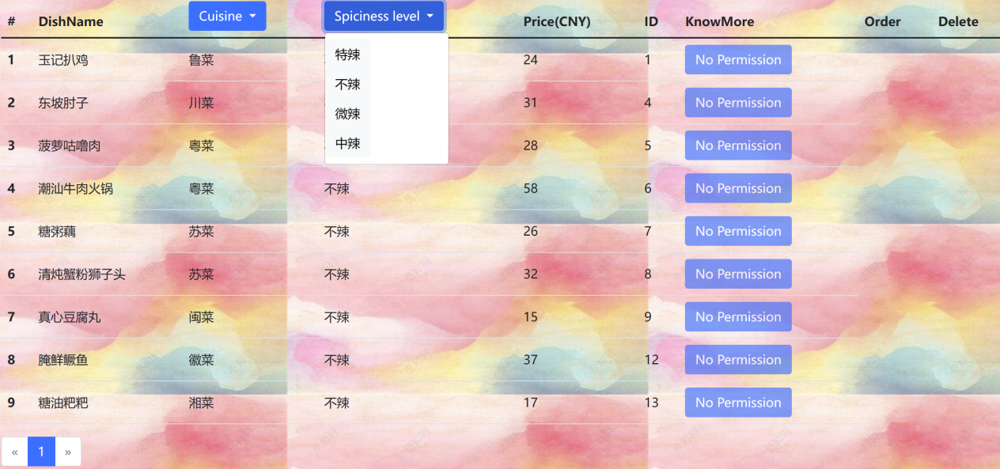 # DishName Cuisine Spiciness level Price(CNY) ID KnowMore Order Delete
特辣
不辣
微辣
中辣
1 玉记扒鸡 鲁菜 24 1 No Permission
2 东坡肘子 川菜 31 4 No Permission
3 菠萝咕噜肉 粤菜 28 5 No Permission
4 潮汕牛肉火锅 粤菜 不辣 58 6 No Permission
5 糖粥藕 苏菜 不辣 26 7 No Permission
6 清炖蟹粉狮子头 苏菜 不辣 32 8 No Permission
7 真心豆腐丸 闽菜 不辣 15 9 No Permission
8 腌鲜鳜鱼 徽菜 不辣 37 12 No Permission
9 糖油粑粑 湘菜 不辣 17 13 No Permission
« 1 »